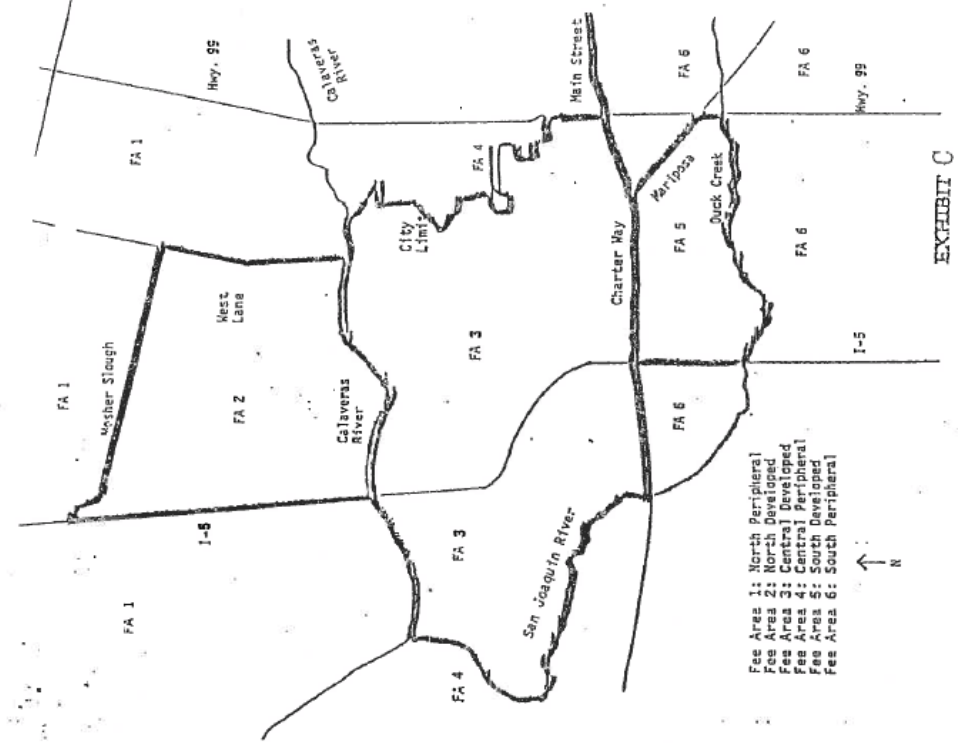 FA 1
Mosher Slough
FA 1
FA 1
I-5
Hwy. 99
West
Lane
FA 2
Calaveras
River
Calaveras
River
City
Limi
FA 4
FA 3
FA 3
FA 4
San Joaquin River
Main Street
Charter Way
Mariposa
FA 6
FA 5
FA 6
Duck Creek
FA 6
FA 6
I-5
Hwy. 99
Fee Area 1: North Peripheral
Fee Area 2: North Developed
Fee Area 3: Central Developed
Fee Area 4: Central Peripheral
Fee Area 5: South Developed
Fee Area 6: South Peripheral
N
EXHIBIT C